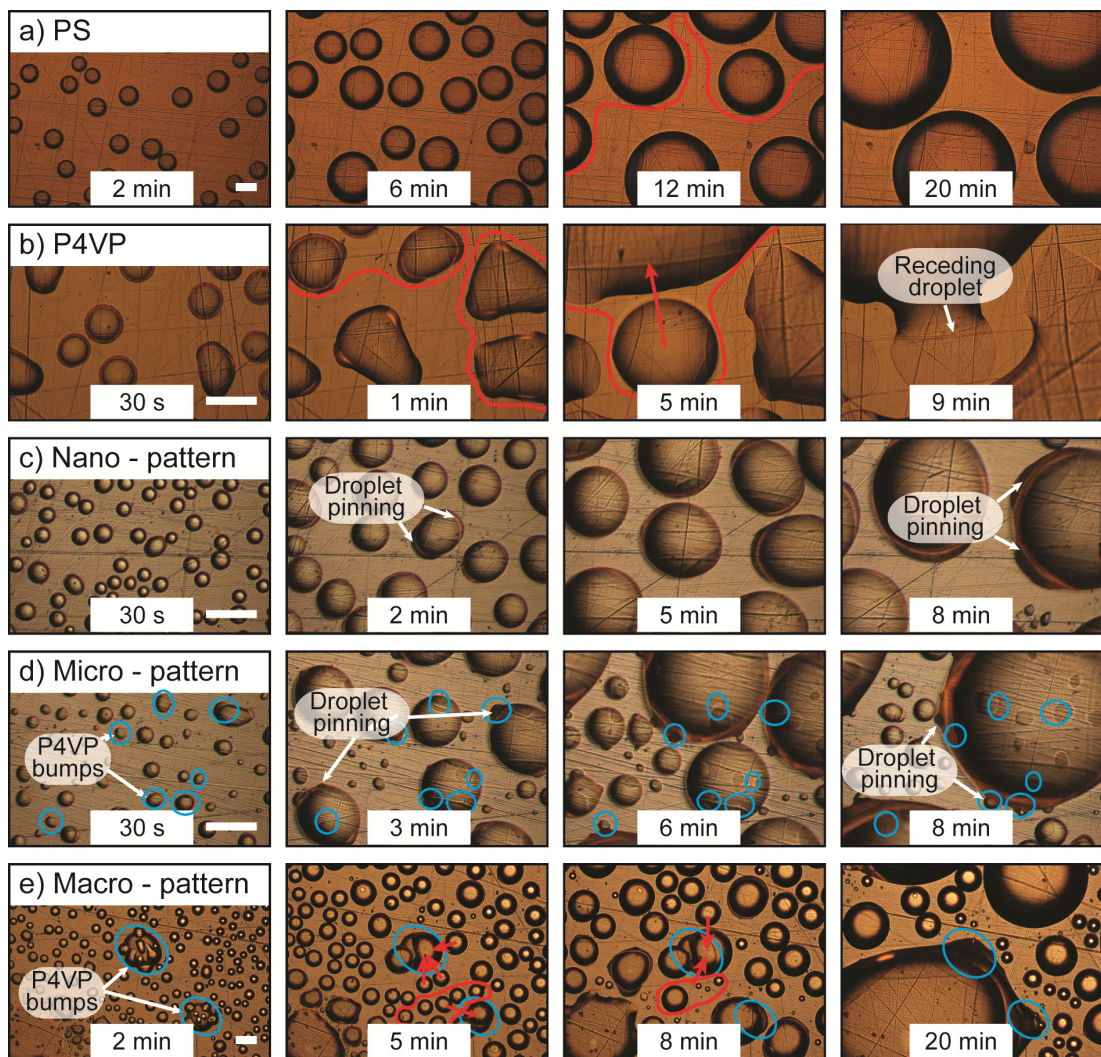 a) PS
2 min
6 min
12 min
20 min
b) P4VP
30 s
1 min
5 min
Receding
droplet
9 min
c) Nano - pattern
30 s
Droplet
pinning
2 min
5 min
Droplet
pinning
8 min
d) Micro - pattern
P4VP
bumps
30 s
Droplet
pinning
3 min
6 min
Droplet
pinning
8 min
e) Macro - pattern
P4VP
bumps
2 min
5 min
8 min
20 min